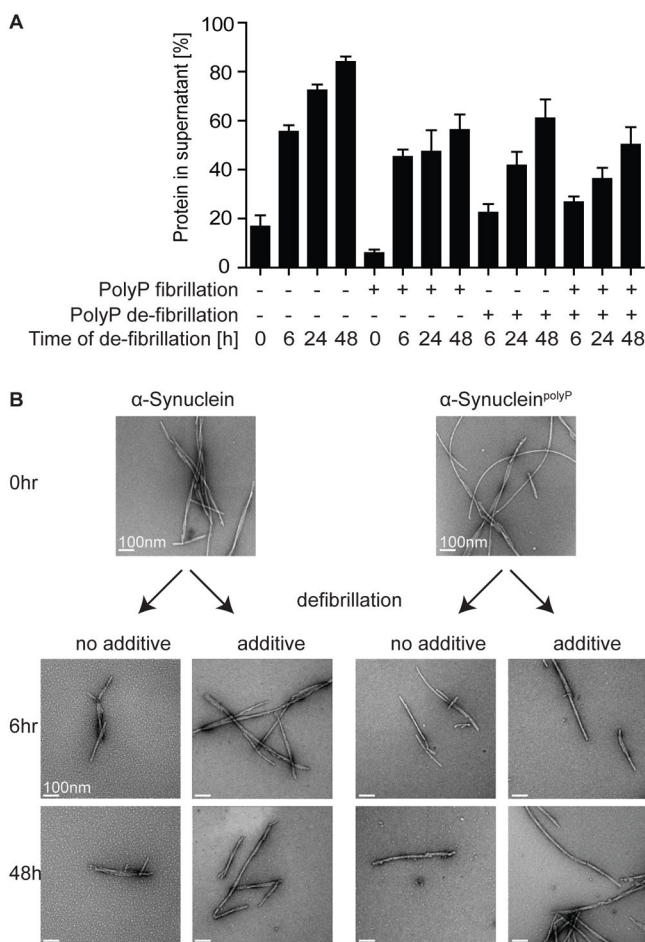 A
Protein in supernatant [%]
100
80
60
40
20
0
PolyP fibrillation - - - - + + + + - - - + + +
PolyP de-fibrillation - - - - - - - - + + + + + +
Time of de-fibrillation [h] 0 6 24 48 0 6 24 48 6 24 48 6 24 48
B
α-Synuclein α-Synucleinᵖᵒˡʸᴾ
0hr
100nm 100nm
defibrillation
no additive additive no additive additive
6hr
100nm
48h